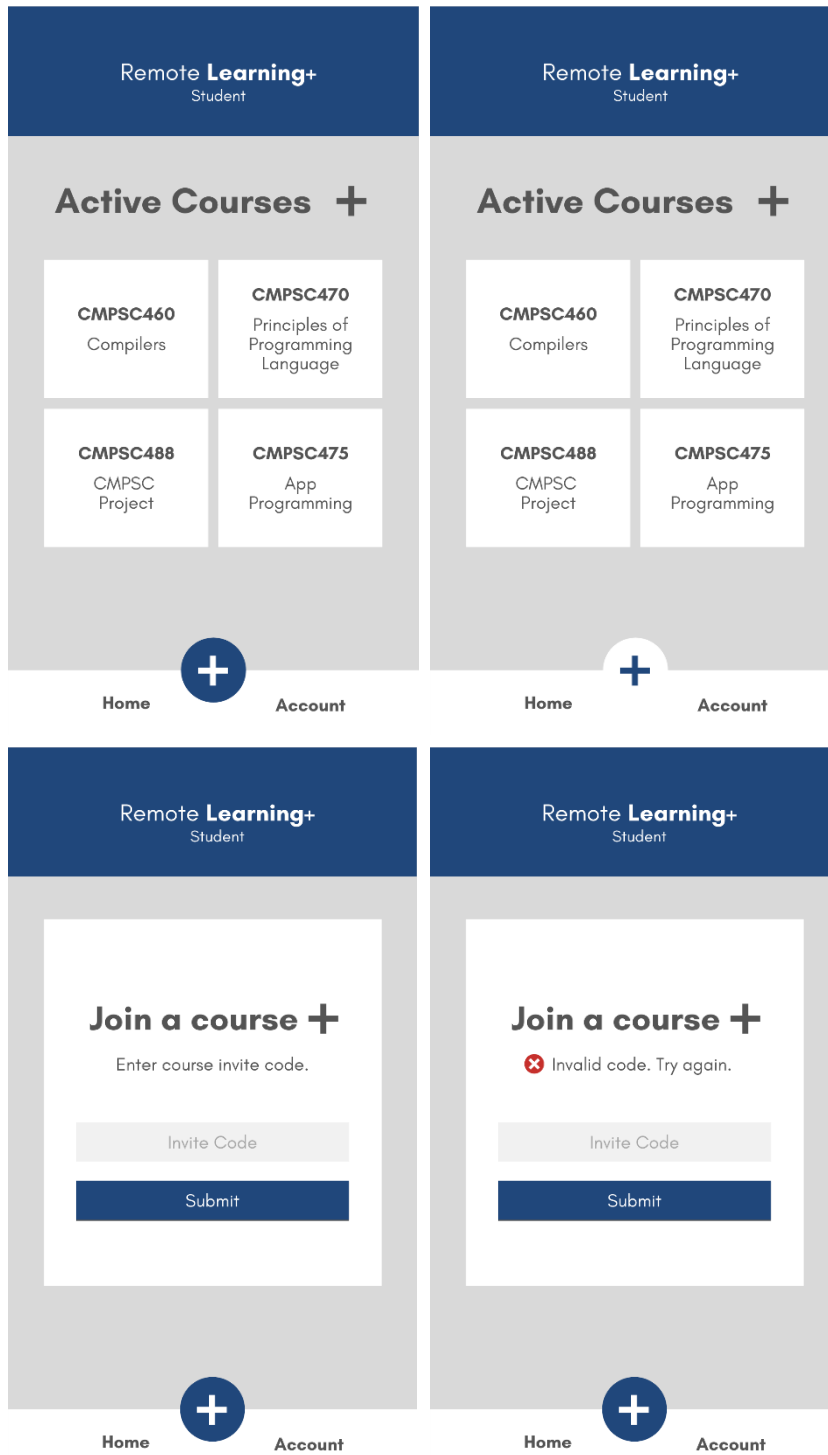 Remote Learning+
Student
Active Courses +
CMPSC460
Compilers
CMPSC470
Principles of
Programming
Language
CMPSC488
CMPSC
Project
CMPSC475
App
Programming
+
Home
Account
Remote Learning+
Student
Active Courses +
CMPSC460
Compilers
CMPSC470
Principles of
Programming
Language
CMPSC488
CMPSC
Project
CMPSC475
App
Programming
+
Home
Account
Remote Learning+
Student
Join a course +
Enter course invite code.
Invite Code
Submit
+
Home
Account
Remote Learning+
Student
Join a course +
Invalid code. Try again.
Invite Code
Submit
+
Home
Account